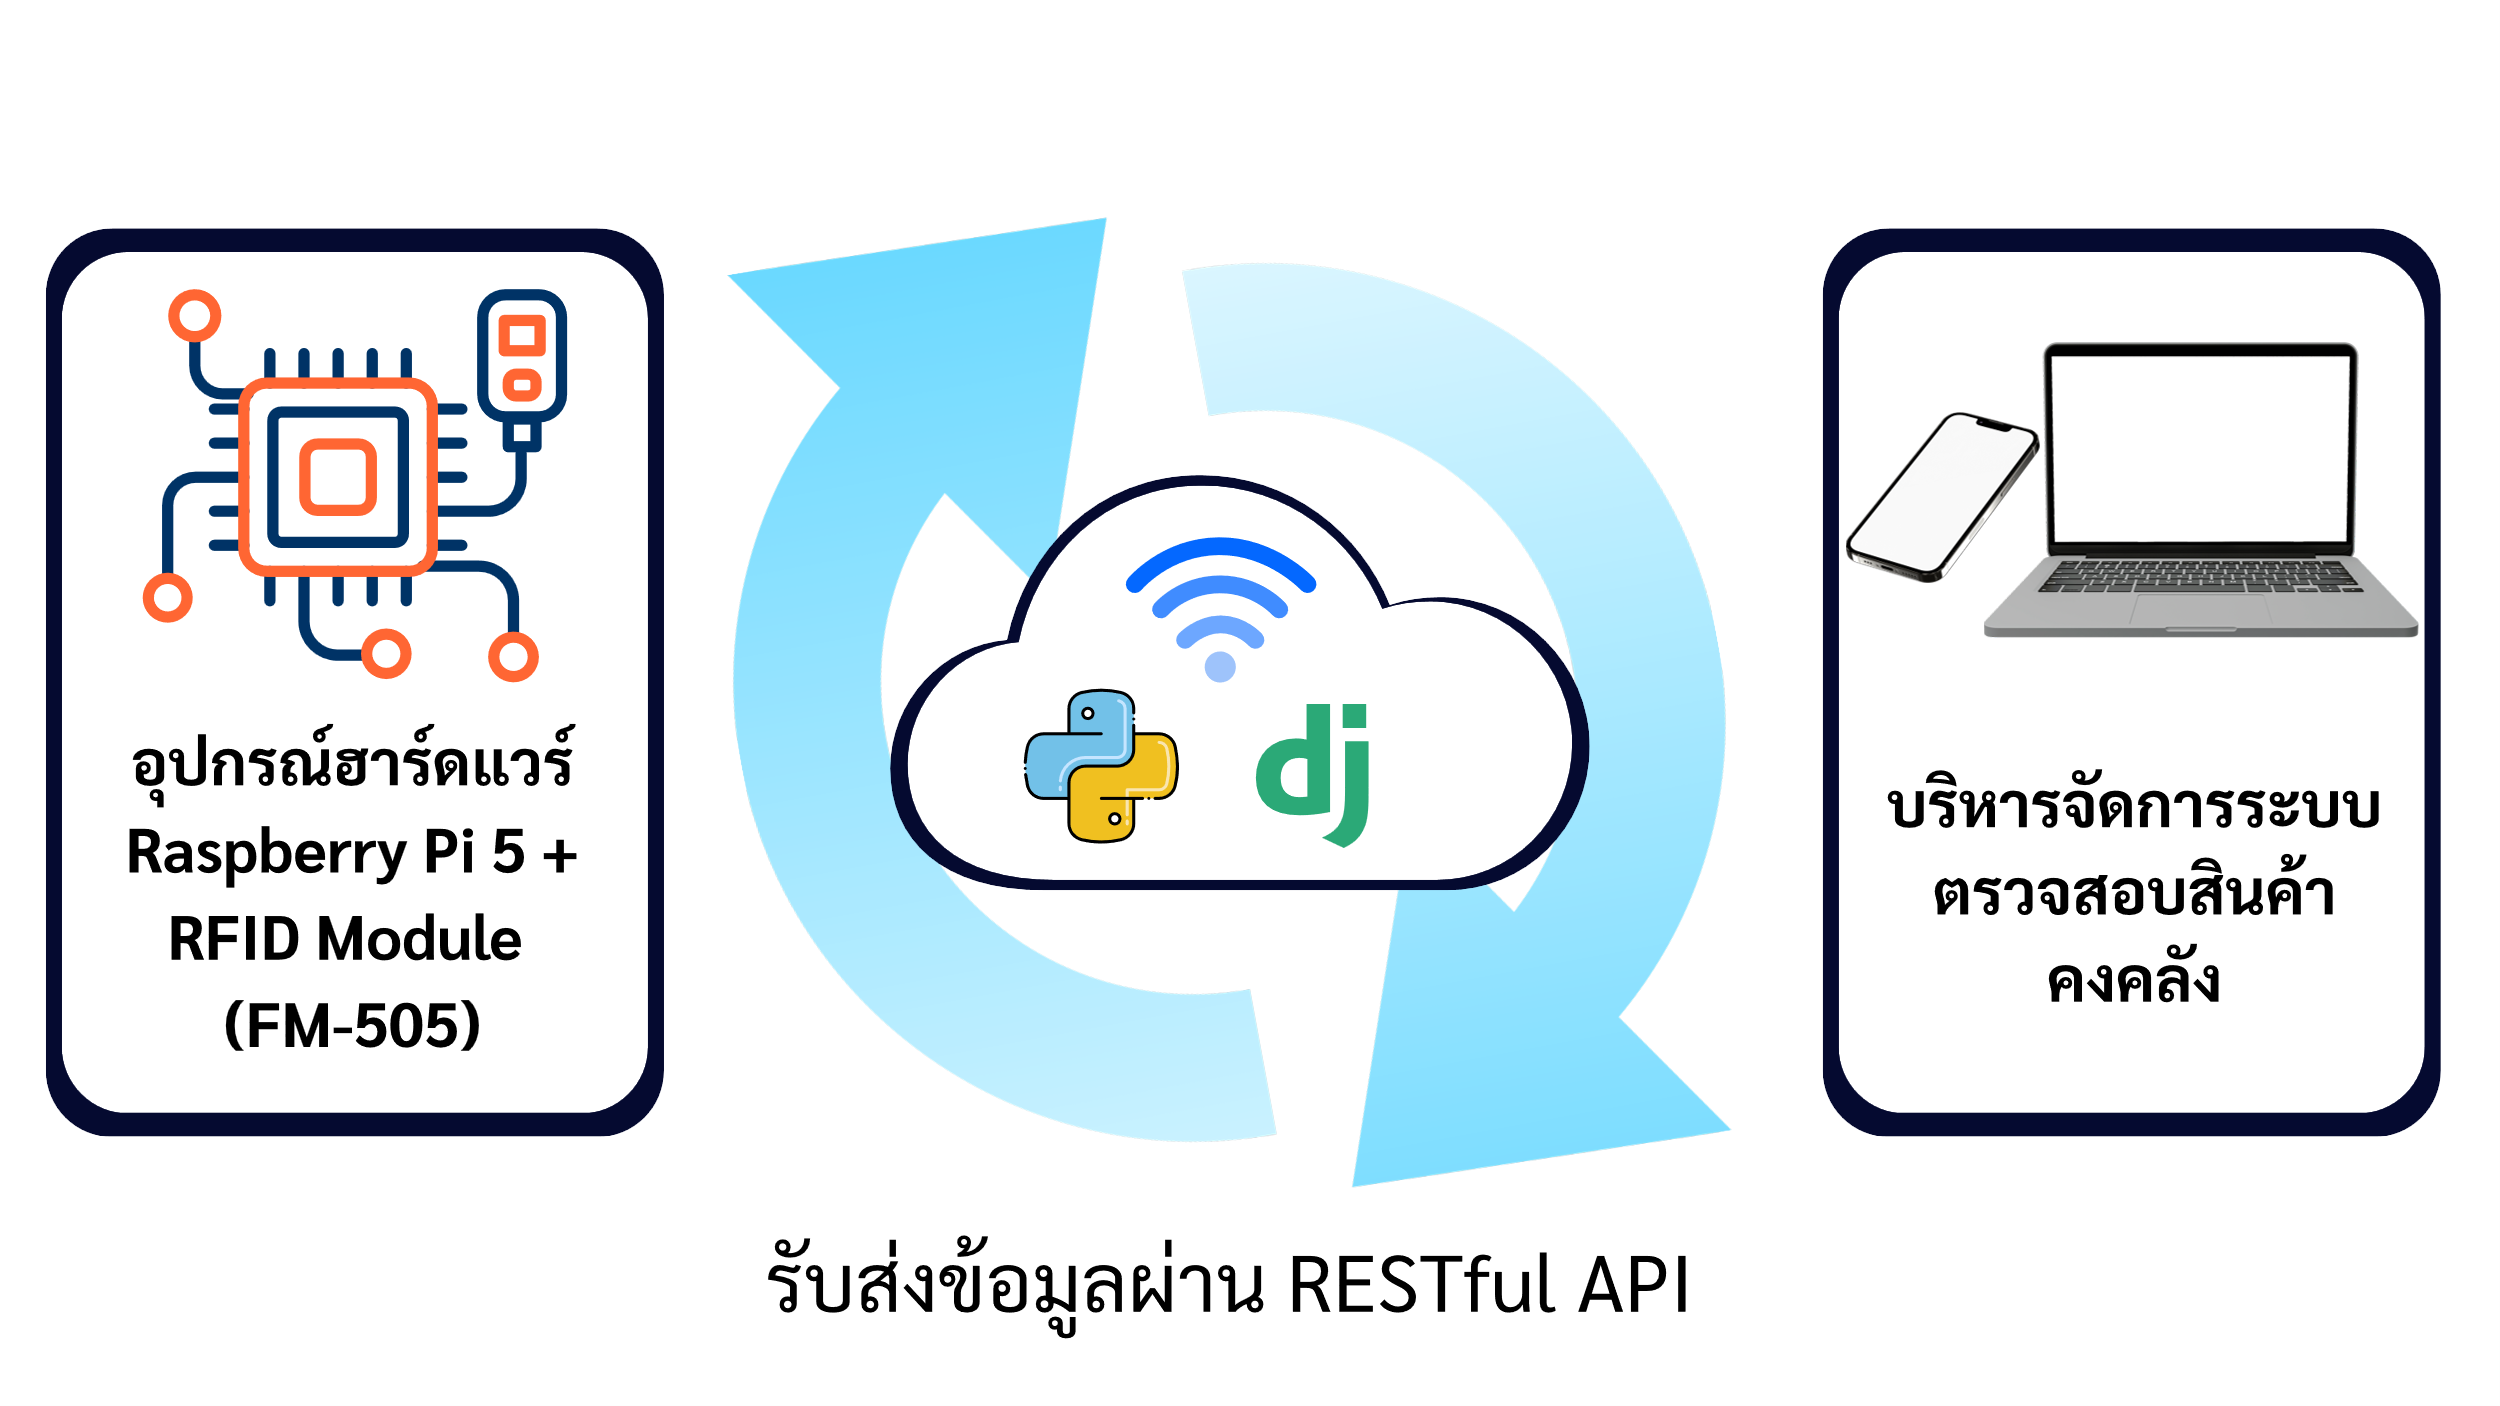 อุปกรณ์ฮาร์ดแวร์
Raspberry Pi 5 +
RFID Module
(FM-505)
dj
บริหารจัดการระบบ
ตรวจสอบสินค้า
คงคลัง
รับส่งข้อมูลผ่าน RESTful API